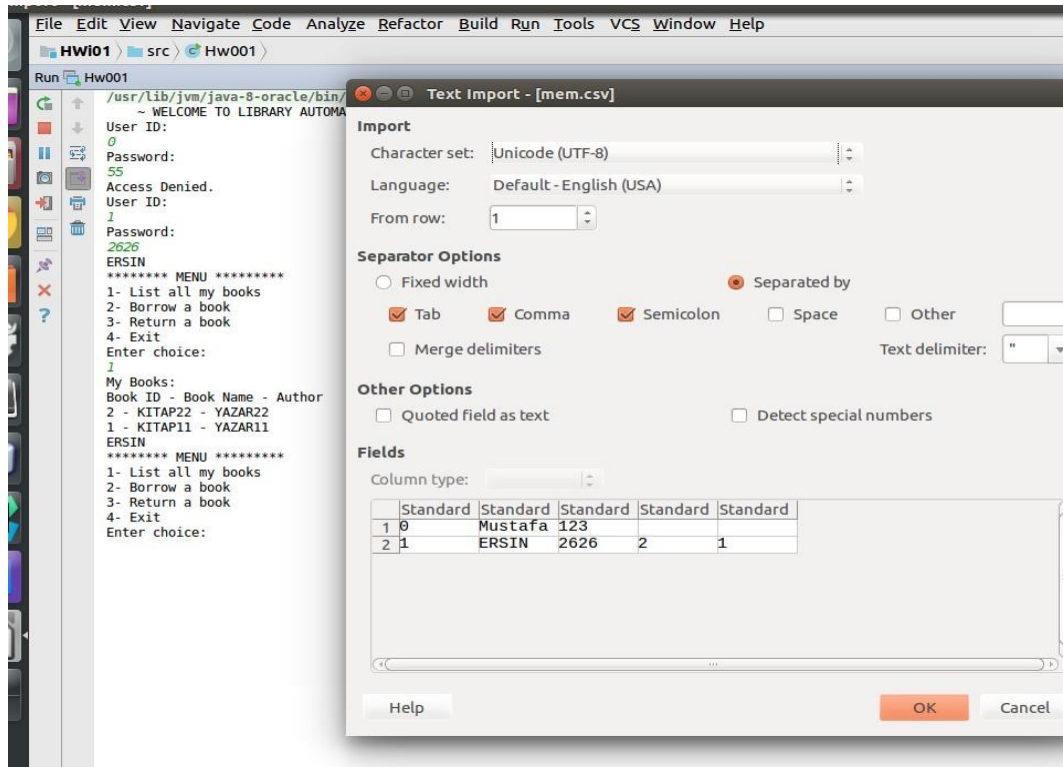 File Edit View Navigate Code Analyze Refactor Build Run Tools VCS Window Help
HWi01 src Hw001
Run Hw001
/usr/lib/jvm/java-8-oracle/bin/
~ WELCOME TO LIBRARY AUTOMA
User ID:
0
Password:
55
Access Denied.
User ID:
1
Password:
2626
ERSIN
******** MENU *********
1- List all my books
2- Borrow a book
3- Return a book
4- Exit
Enter choice:
1
My Books:
Book ID - Book Name - Author
2 - KITAP22 - YAZAR22
1 - KITAP11 - YAZAR11
ERSIN
******** MENU *********
1- List all my books
2- Borrow a book
3- Return a book
4- Exit
Enter choice:
Text Import - [mem.csv]
Import
Character set: Unicode (UTF-8)
Language: Default - English (USA)
From row: 1
Separator Options
Fixed width Separated by
Tab Comma Semicolon Space Other
Merge delimiters Text delimiter: "
Other Options
Quoted field as text Detect special numbers
Fields
Column type:
Standard Standard Standard Standard Standard
1 0 Mustafa 123
2 1 ERSIN 2626 2 1
Help OK Cancel